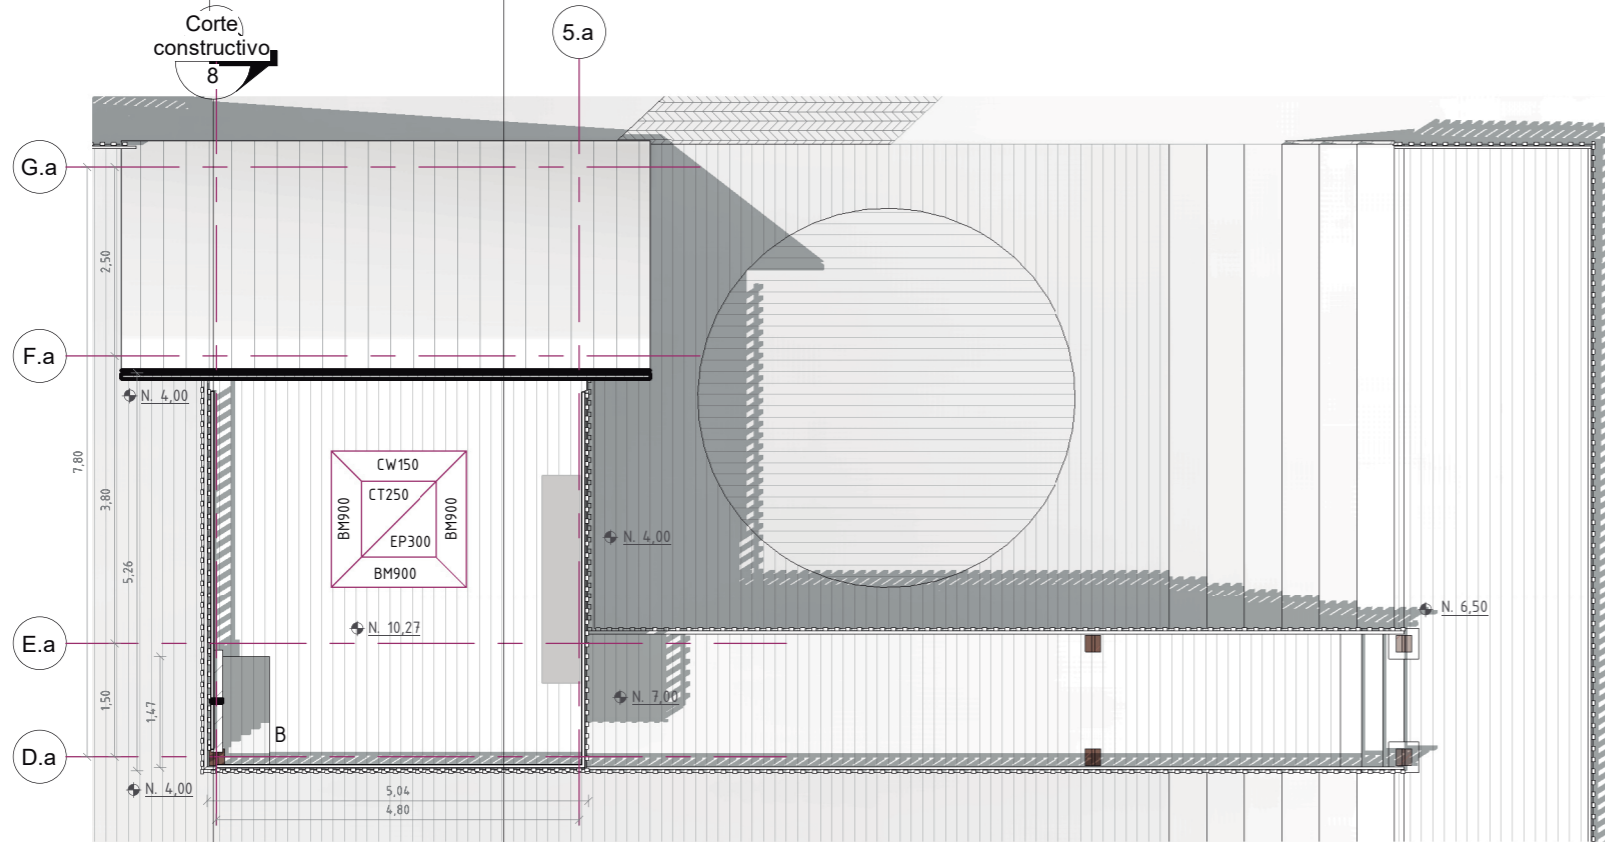 Corte
constructivo
8
5.a
G.a
2,50
F.a
N. 4,00
7,80
3,80
5,26
CW150
CT250
BM900
BM900
EP300
BM900
N. 4,00
N. 10,27
N. 6,50
E.a
1,50
1,47
N. 7,00
B
D.a
N. 4,00
5,04
4,80